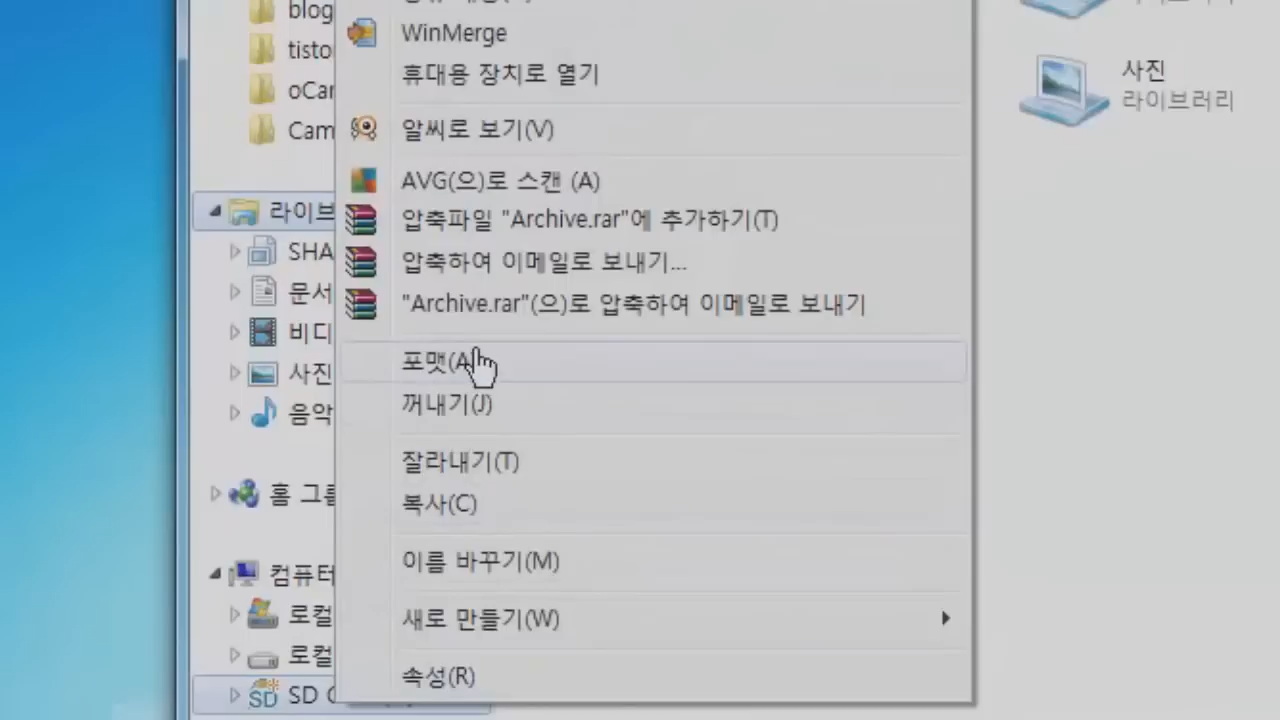 blog
tisto
oCar
Cam
라이브
SHA
문서
비디
사진
음악
홈 그룹
컴퓨터
로컬
로컬
SD C
WinMerge
휴대용 장치로 열기
알씨로 보기(V)
AVG(으)로 스캔 (A)
압축파일 "Archive.rar"에 추가하기(T)
압축하여 이메일로 보내기...
"Archive.rar"(으)로 압축하여 이메일로 보내기
포맷(A
꺼내기(J)
잘라내기(T)
복사(C)
이름 바꾸기(M)
새로 만들기(W)
속성(R)
사진
라이브러리